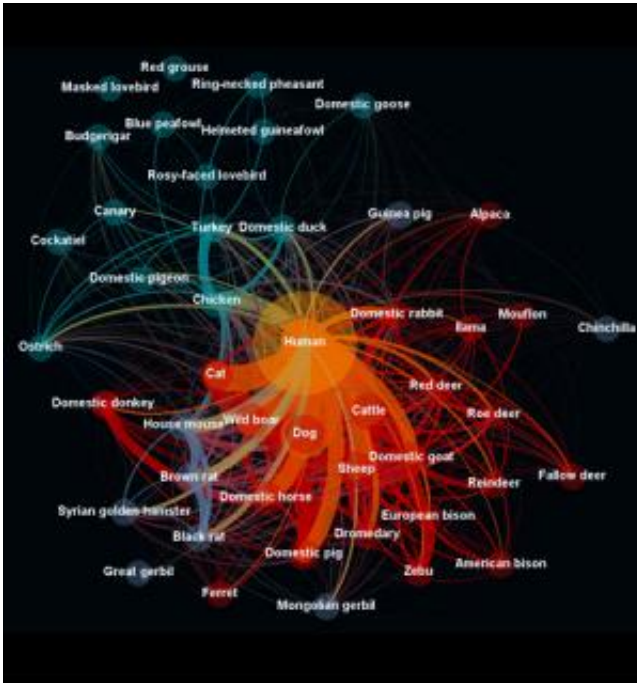 Red grouse
Masked lovebird
Ring-necked pheasant
Domestic goose
Blue peafowl
Helmeted guineafowl
Budgerigar
Rosy-faced lovebird
Canary
Guinea pig
Alpaca
Turkey
Domestic duck
Cockatiel
Domestic pigeon
Chicken
Domestic rabbit
Mouflon
llama
Chinchilla
Human
Ostrich
Cat
Red deer
Domestic donkey
Cattle
Roe deer
House mouse
Wild boar
Dog
Domestic goat
Sheep
Brown rat
Fallow deer
Reindeer
Domestic horse
Syrian golden hamster
European bison
Black rat
Dromedary
Domestic pig
American bison
Great gerbil
Zebu
Ferret
Mongolian gerbil